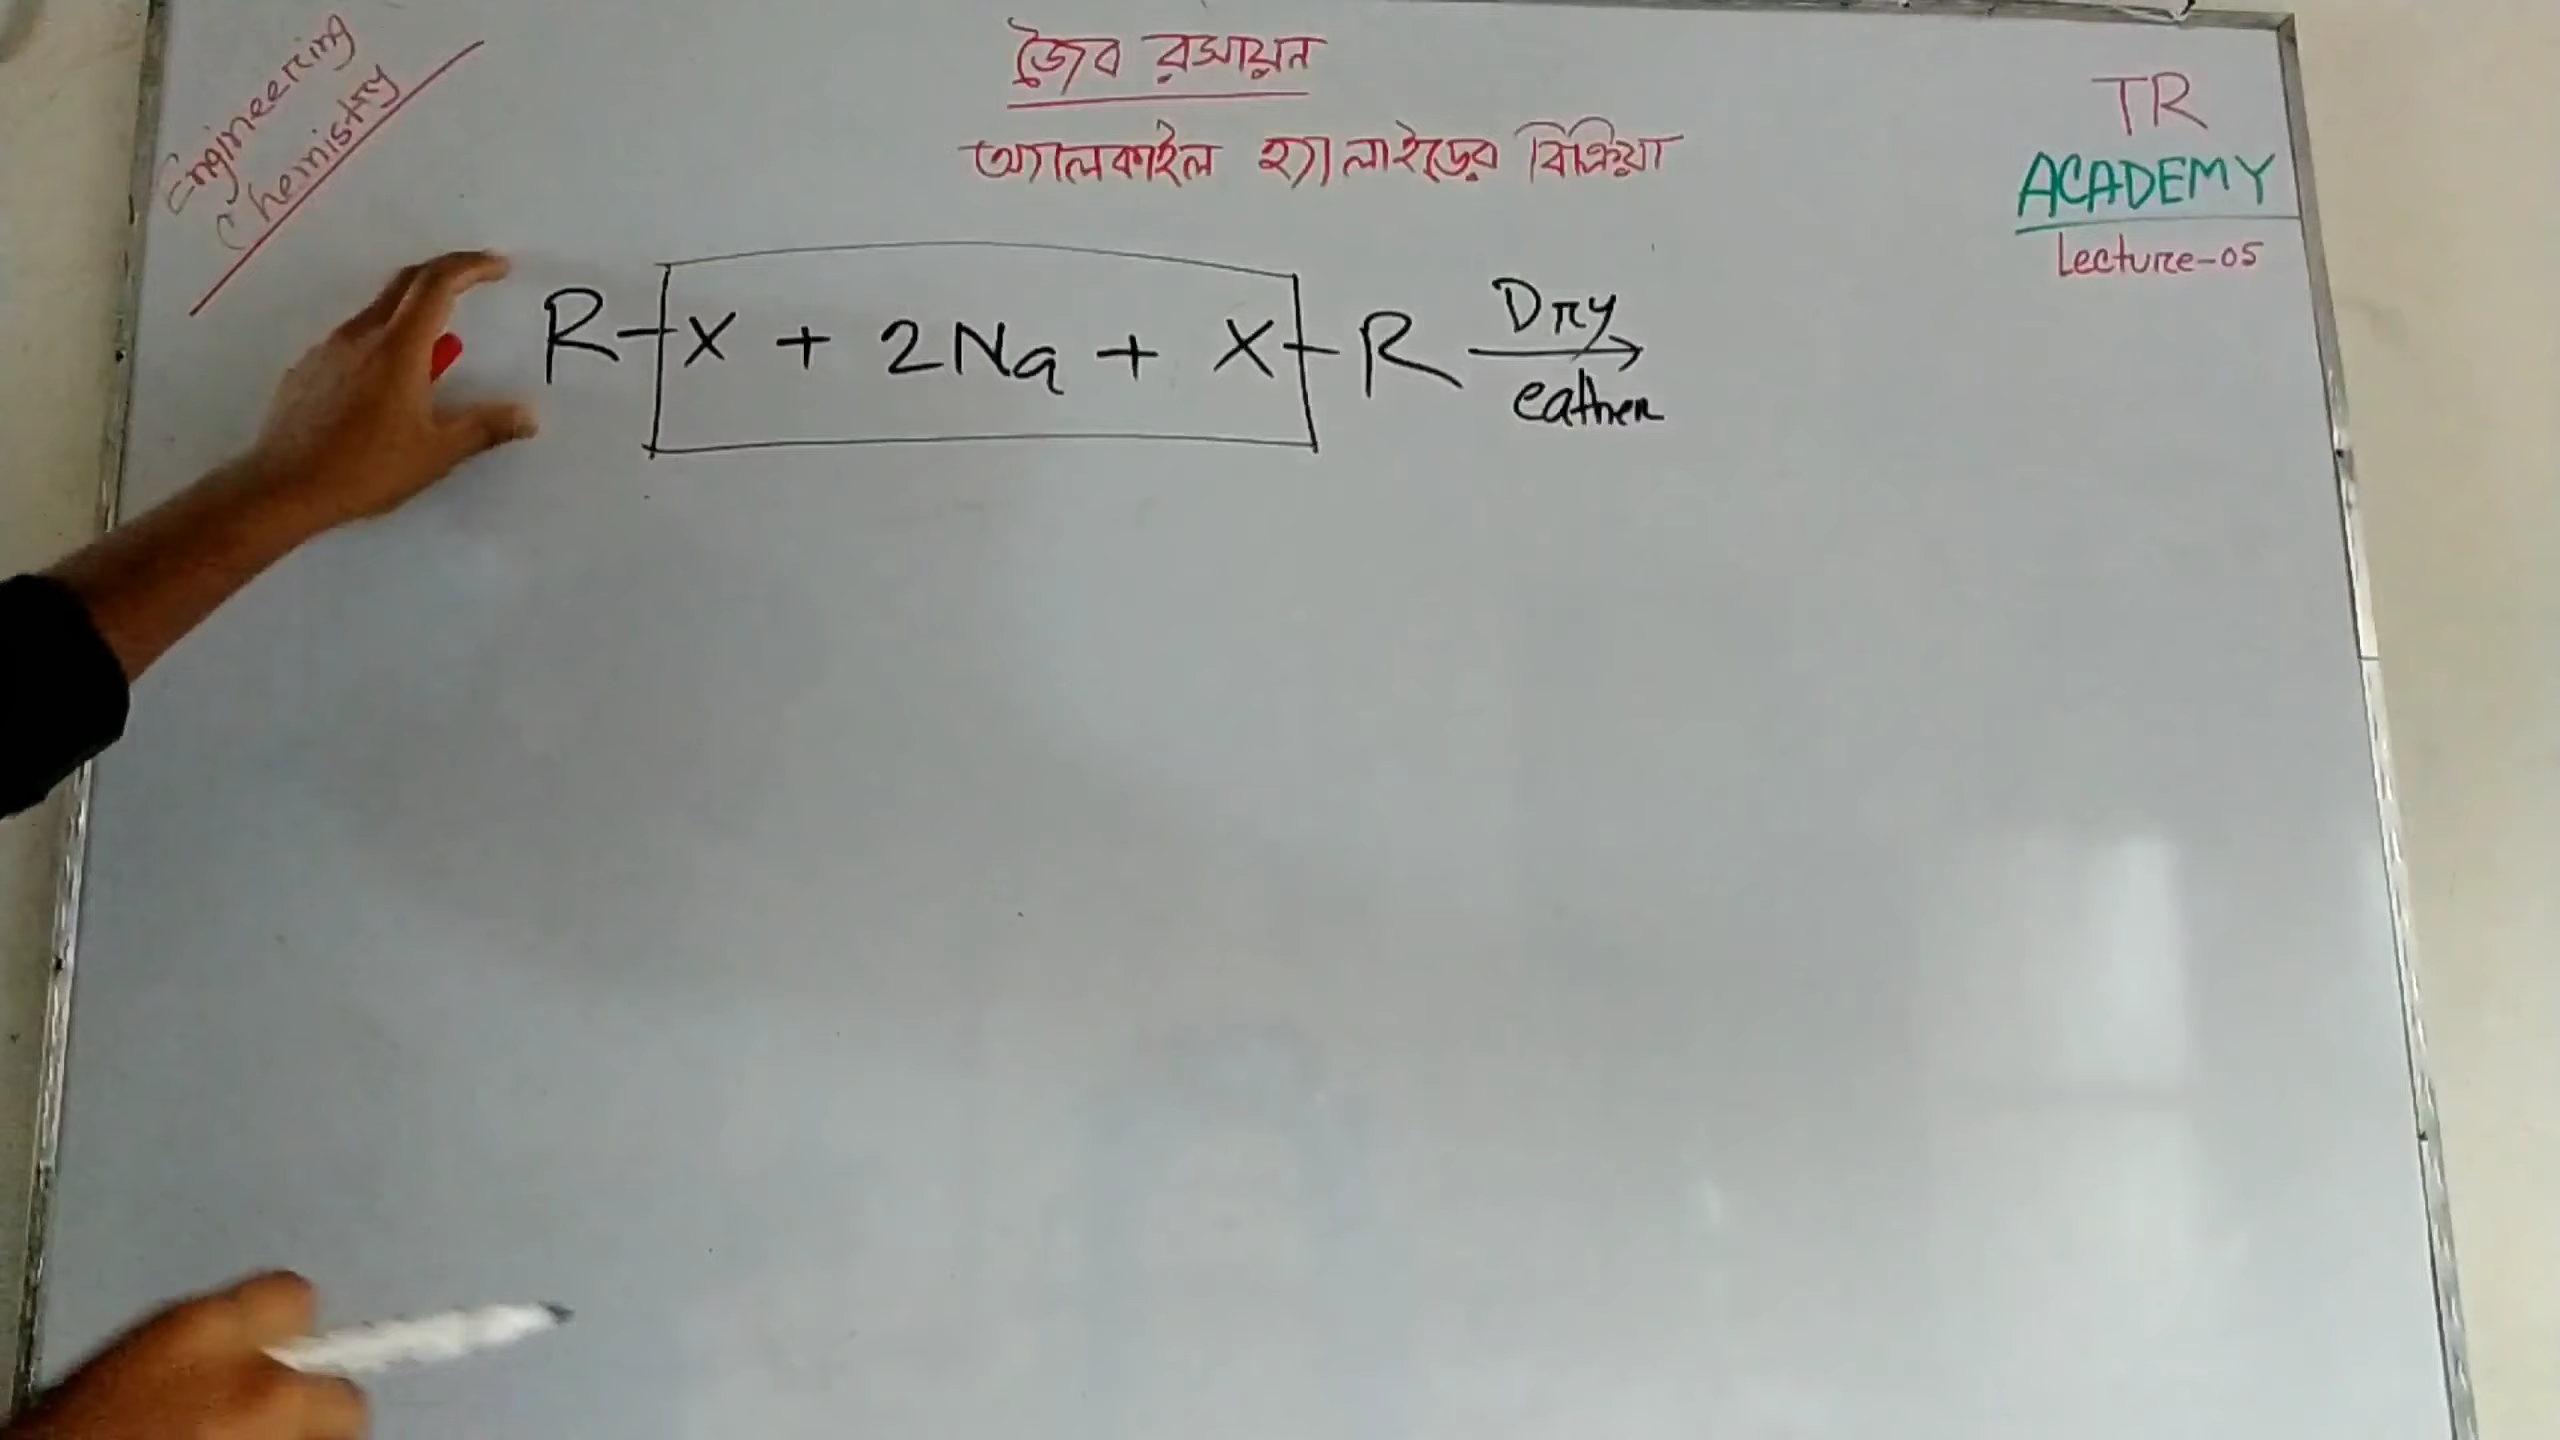 Engineering
Chemistry
জৈব রসায়ন
অ্যালকাইল হ্যালাইডের বিক্রিয়া
TR
ACADEMY
Lecture-05
R-X + 2Na + X-R Dry
eather